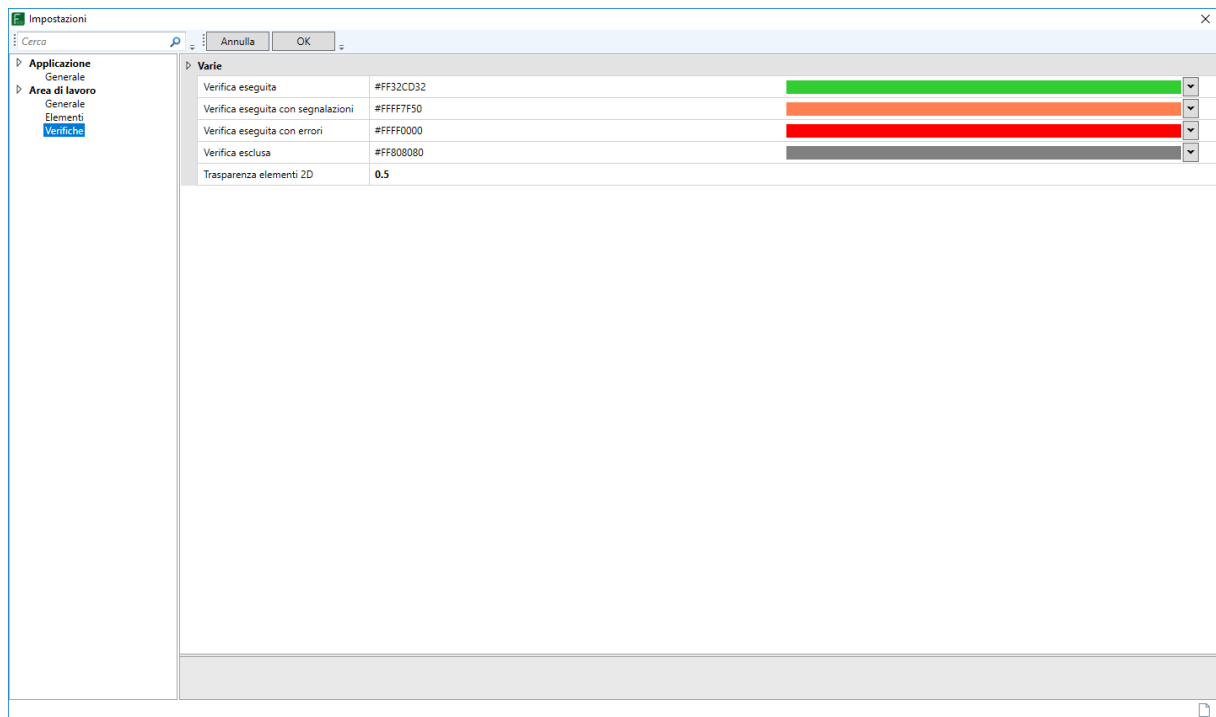 Impostazioni
Cerca
Annulla
OK
Applicazione
Generale
Area di lavoro
Generale
Elementi
Verifiche
Varie
Verifica eseguita #FF32CD32
Verifica eseguita con segnalazioni #FFFF7F50
Verifica eseguita con errori #FFFF0000
Verifica esclusa #FF808080
Trasparenza elementi 2D 0.5